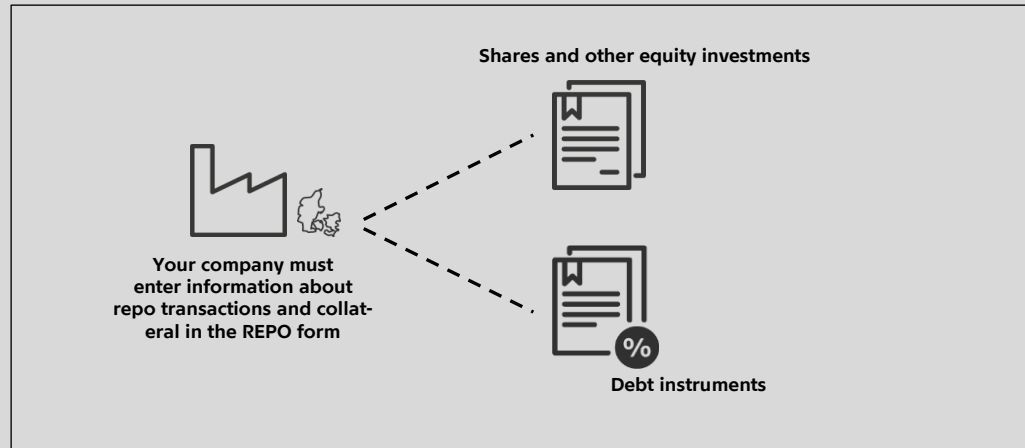 Shares and other equity investments
Your company must
enter information about
repo transactions and collat-
eral in the REPO form
%
Debt instruments